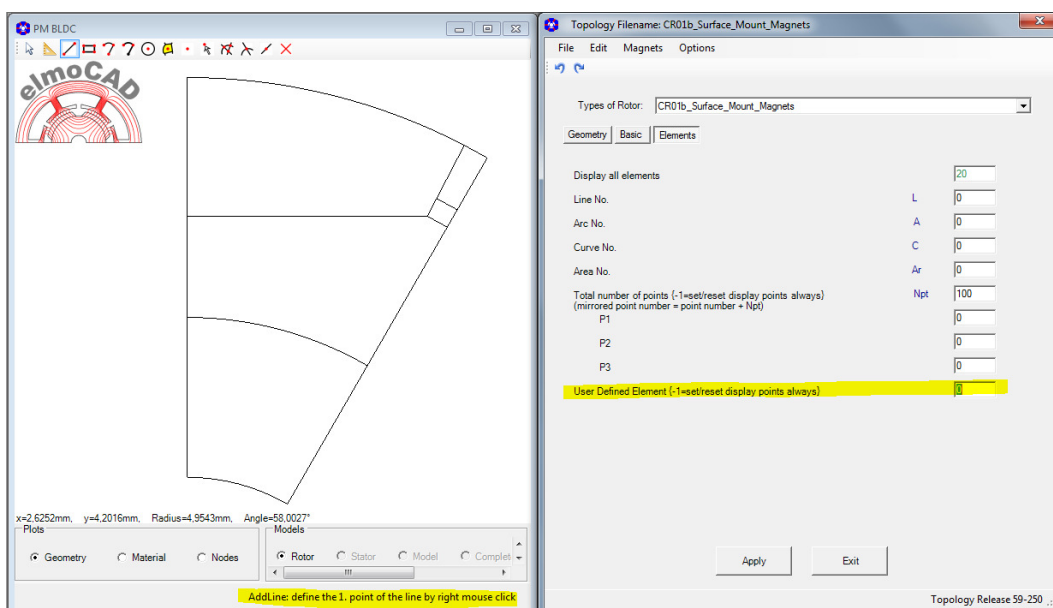 PM BLDC
elmoCAD
x=2,6252mm, y=4,2016mm, Radius=4,9543mm, Angle=58,0027°
Plots
Geometry Material Nodes
Models
Rotor Stator Model Complet
AddLine: define the 1. point of the line by right mouse click
Topology Filename: CR01b_Surface_Mount_Magnets
File Edit Magnets Options
Types of Rotor: CR01b_Surface_Mount_Magnets
Geometry Basic Elements
Display all elements 20
Line No. L 0
Arc No. A 0
Curve No. C 0
Area No. Ar 0
Total number of points {-1=set/reset display points always} Npt 100
(mirrored point number = point number + Npt)
P1 0
P2 0
P3 0
User Defined Element {-1=set/reset display points always} 0
Apply Exit
Topology Release 59-250